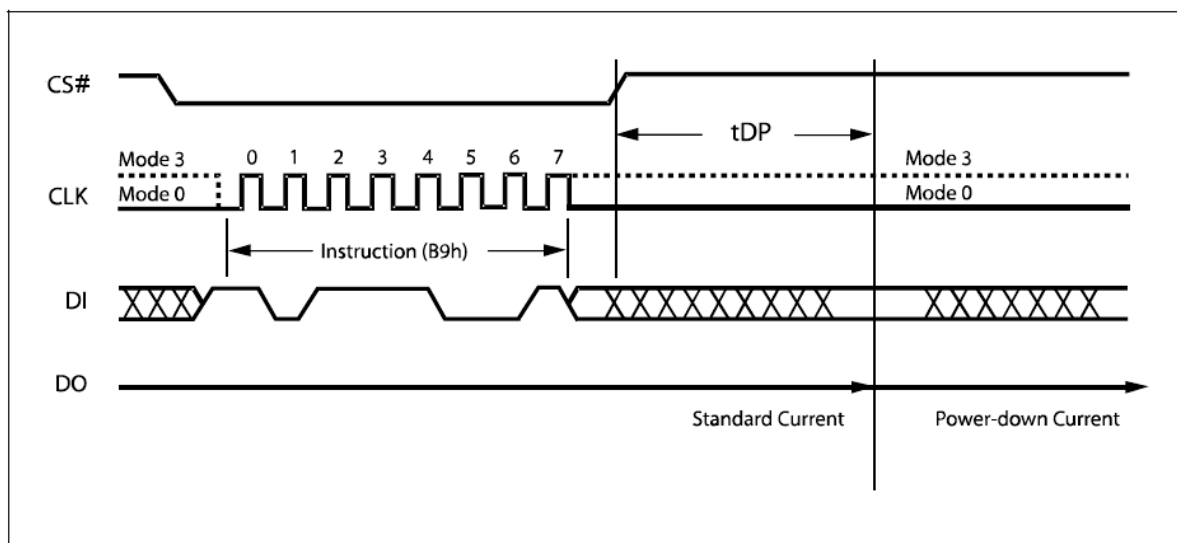 CS#
tDP
Mode 3 0 1 2 3 4 5 6 7 Mode 3
CLK Mode 0 Mode 0
Instruction (B9h)
DI
DO
Standard Current Power-down Current